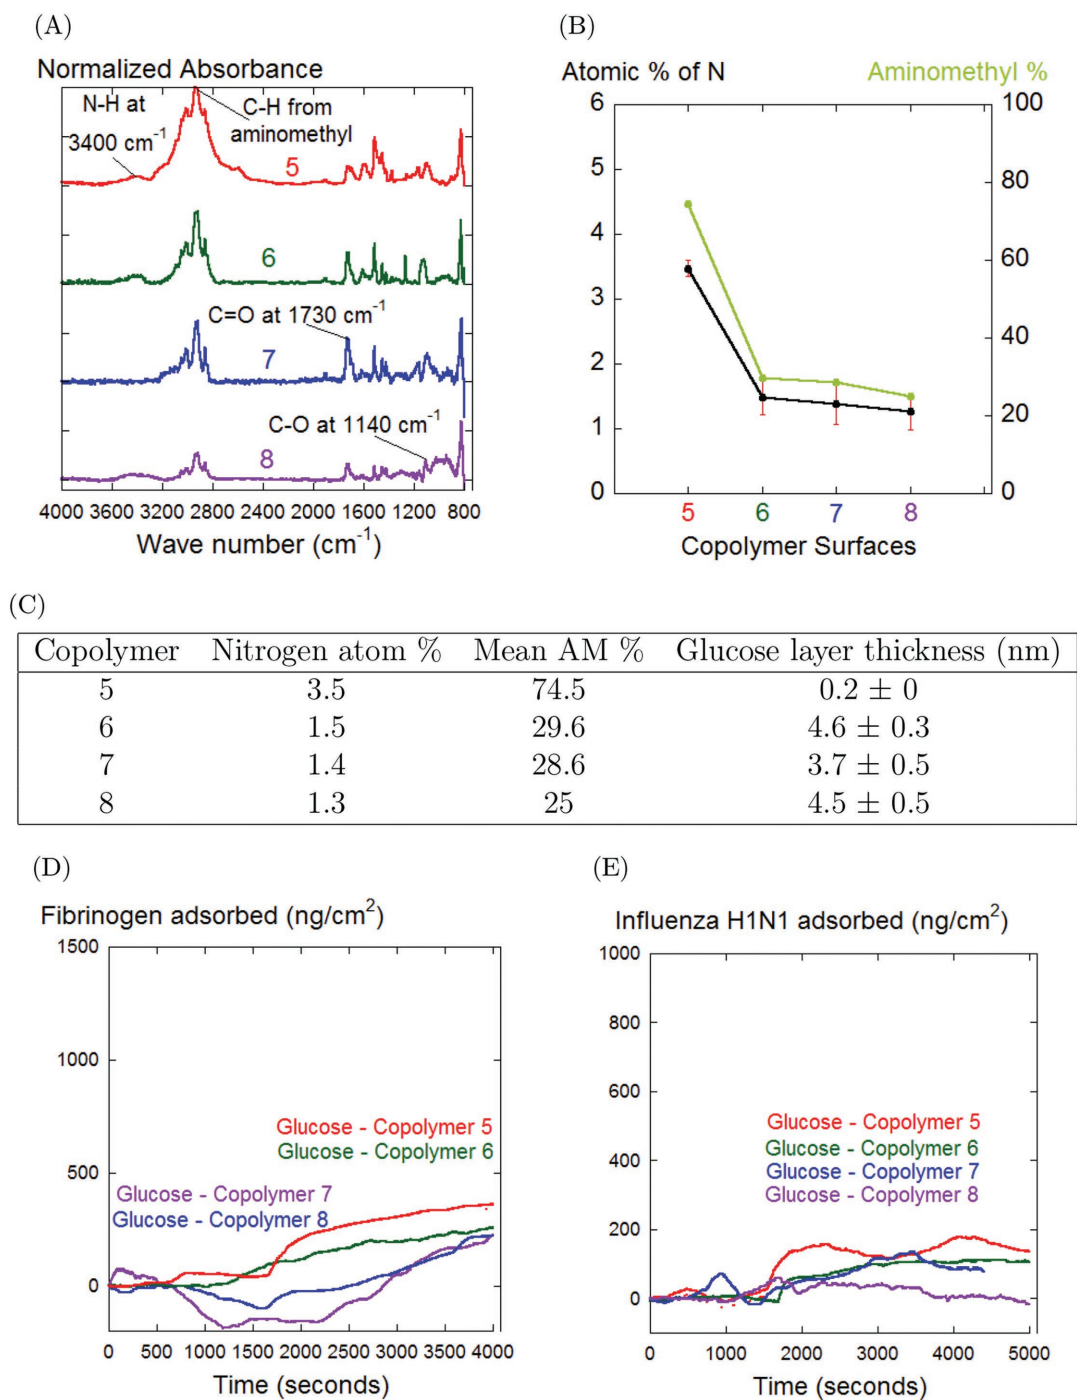 (A)
Normalized Absorbance
N-H at
3400 cm⁻¹
C-H from
aminomethyl
5
6
C=O at 1730 cm⁻¹
7
C-O at 1140 cm⁻¹
8
4000 3600 2800 2400 2000 1600 1200 800
Wave number (cm⁻¹)
(B)
Atomic % of N
Aminomethyl %
6
5
4
3
2
1
0
100
80
60
40
20
0
5 6 7 8
Copolymer Surfaces
(C)
Copolymer Nitrogen atom % Mean AM % Glucose layer thickness (nm)
5 3.5 74.5 0.2 ± 0
6 1.5 29.6 4.6 ± 0.3
7 1.4 28.6 3.7 ± 0.5
8 1.3 25 4.5 ± 0.5
(D)
Fibrinogen adsorbed (ng/cm²)
1500
1000
500
0
Glucose - Copolymer 5
Glucose - Copolymer 6
Glucose - Copolymer 7
Glucose - Copolymer 8
0 500 1000 1500 2000 2500 3000 3500 4000
Time (seconds)
(E)
Influenza H1N1 adsorbed (ng/cm²)
1000
800
600
400
200
0
Glucose - Copolymer 5
Glucose - Copolymer 6
Glucose - Copolymer 7
Glucose - Copolymer 8
0 1000 2000 3000 4000 5000
Time (seconds)